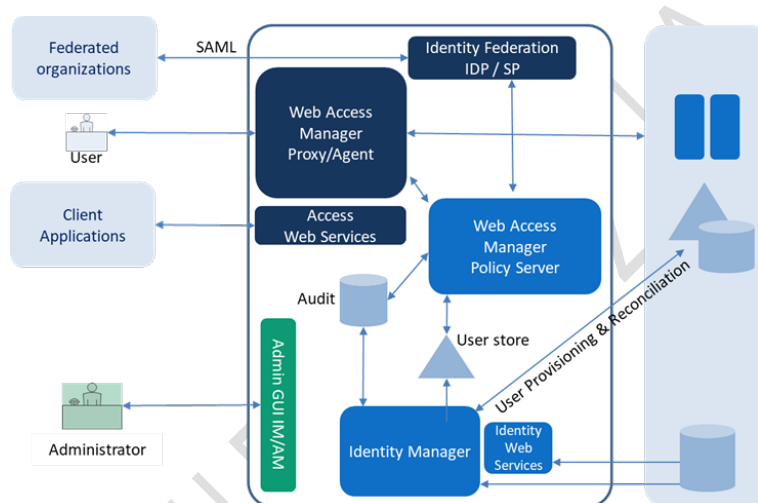 Federated
organizations
SAML
Identity Federation
IDP / SP
Web Access
Manager
Proxy/Agent
User
Client
Applications
Access
Web Services
Web Access
Manager
Policy Server
Audit
User store
User Provisioning & Reconciliation
Admin GUI IM/AM
Administrator
Identity Manager
Identity
Web
Services